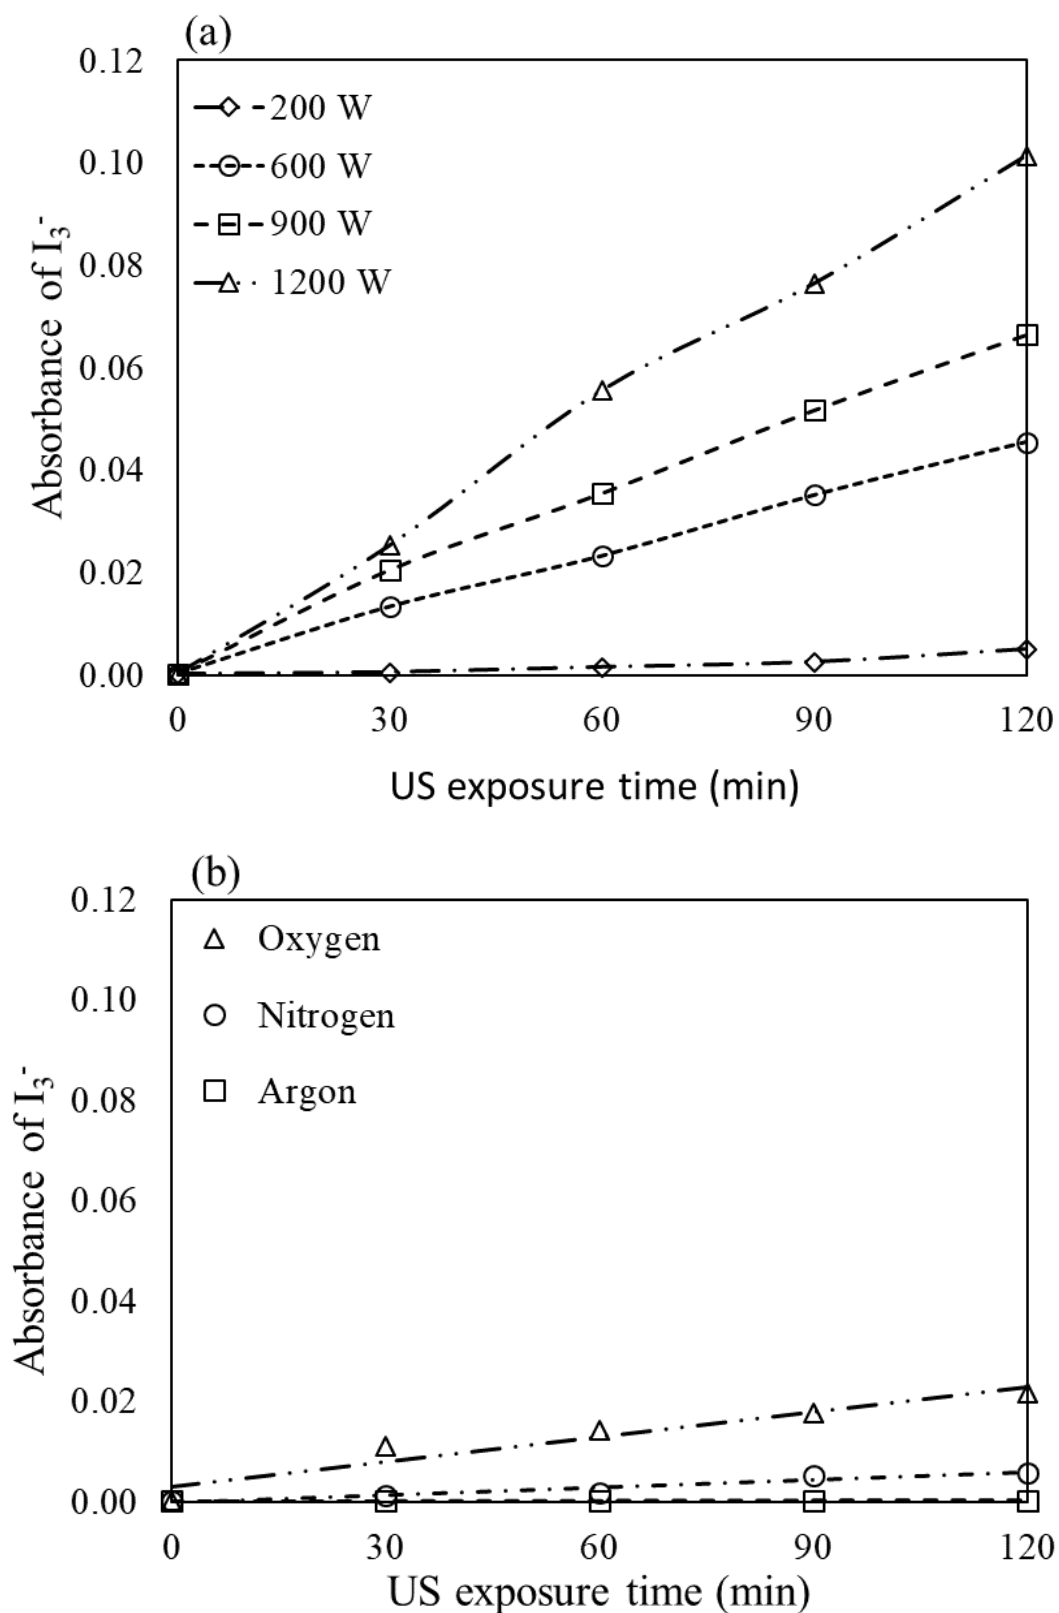 (a)
0.12
0.10
0.08
0.06
0.04
0.02
0.00
Absorbance of I3-
200 W
600 W
900 W
1200 W
0 30 60 90 120
US exposure time (min)
(b)
0.12
0.10
0.08
0.06
0.04
0.02
0.00
Absorbance of I3-
Oxygen
Nitrogen
Argon
0 30 60 90 120
US exposure time (min)